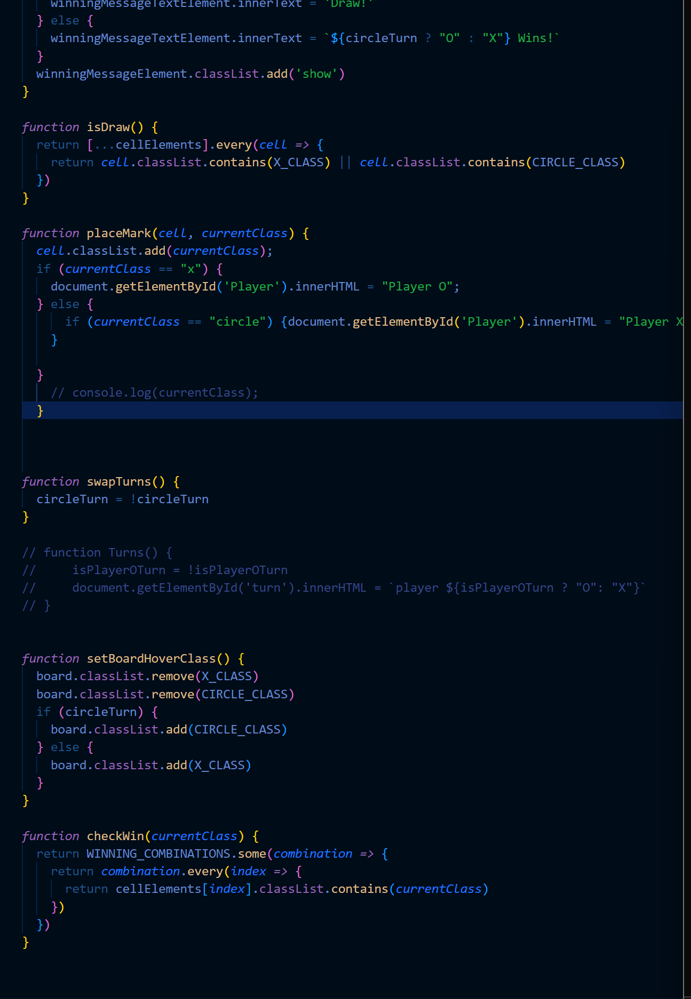 winningMessageTextElement.innerText = 'Draw!'
} else {
winningMessageTextElement.innerText = `${circleTurn ? "O" : "X"} Wins!`
}
winningMessageElement.classList.add('show')
}
function isDraw() {
return [...cellElements].every(cell => {
return cell.classList.contains(X_CLASS) || cell.classList.contains(CIRCLE_CLASS)
})
}
function placeMark(cell, currentClass) {
cell.classList.add(currentClass);
if (currentClass == "x") {
document.getElementById('Player').innerHTML = "Player O";
} else {
if (currentClass == "circle") {document.getElementById('Player').innerHTML = "Player X
}
}
// console.log(currentClass);
}
function swapTurns() {
circleTurn = !circleTurn
}
// function Turns() {
//     isPlayerOTurn = !isPlayerOTurn
//     document.getElementById('turn').innerHTML = `player ${isPlayerOTurn ? "O": "X"}`
// }
function setBoardHoverClass() {
board.classList.remove(X_CLASS)
board.classList.remove(CIRCLE_CLASS)
if (circleTurn) {
board.classList.add(CIRCLE_CLASS)
} else {
board.classList.add(X_CLASS)
}
}
function checkWin(currentClass) {
return WINNING_COMBINATIONS.some(combination => {
return combination.every(index => {
return cellElements[index].classList.contains(currentClass)
})
})
}